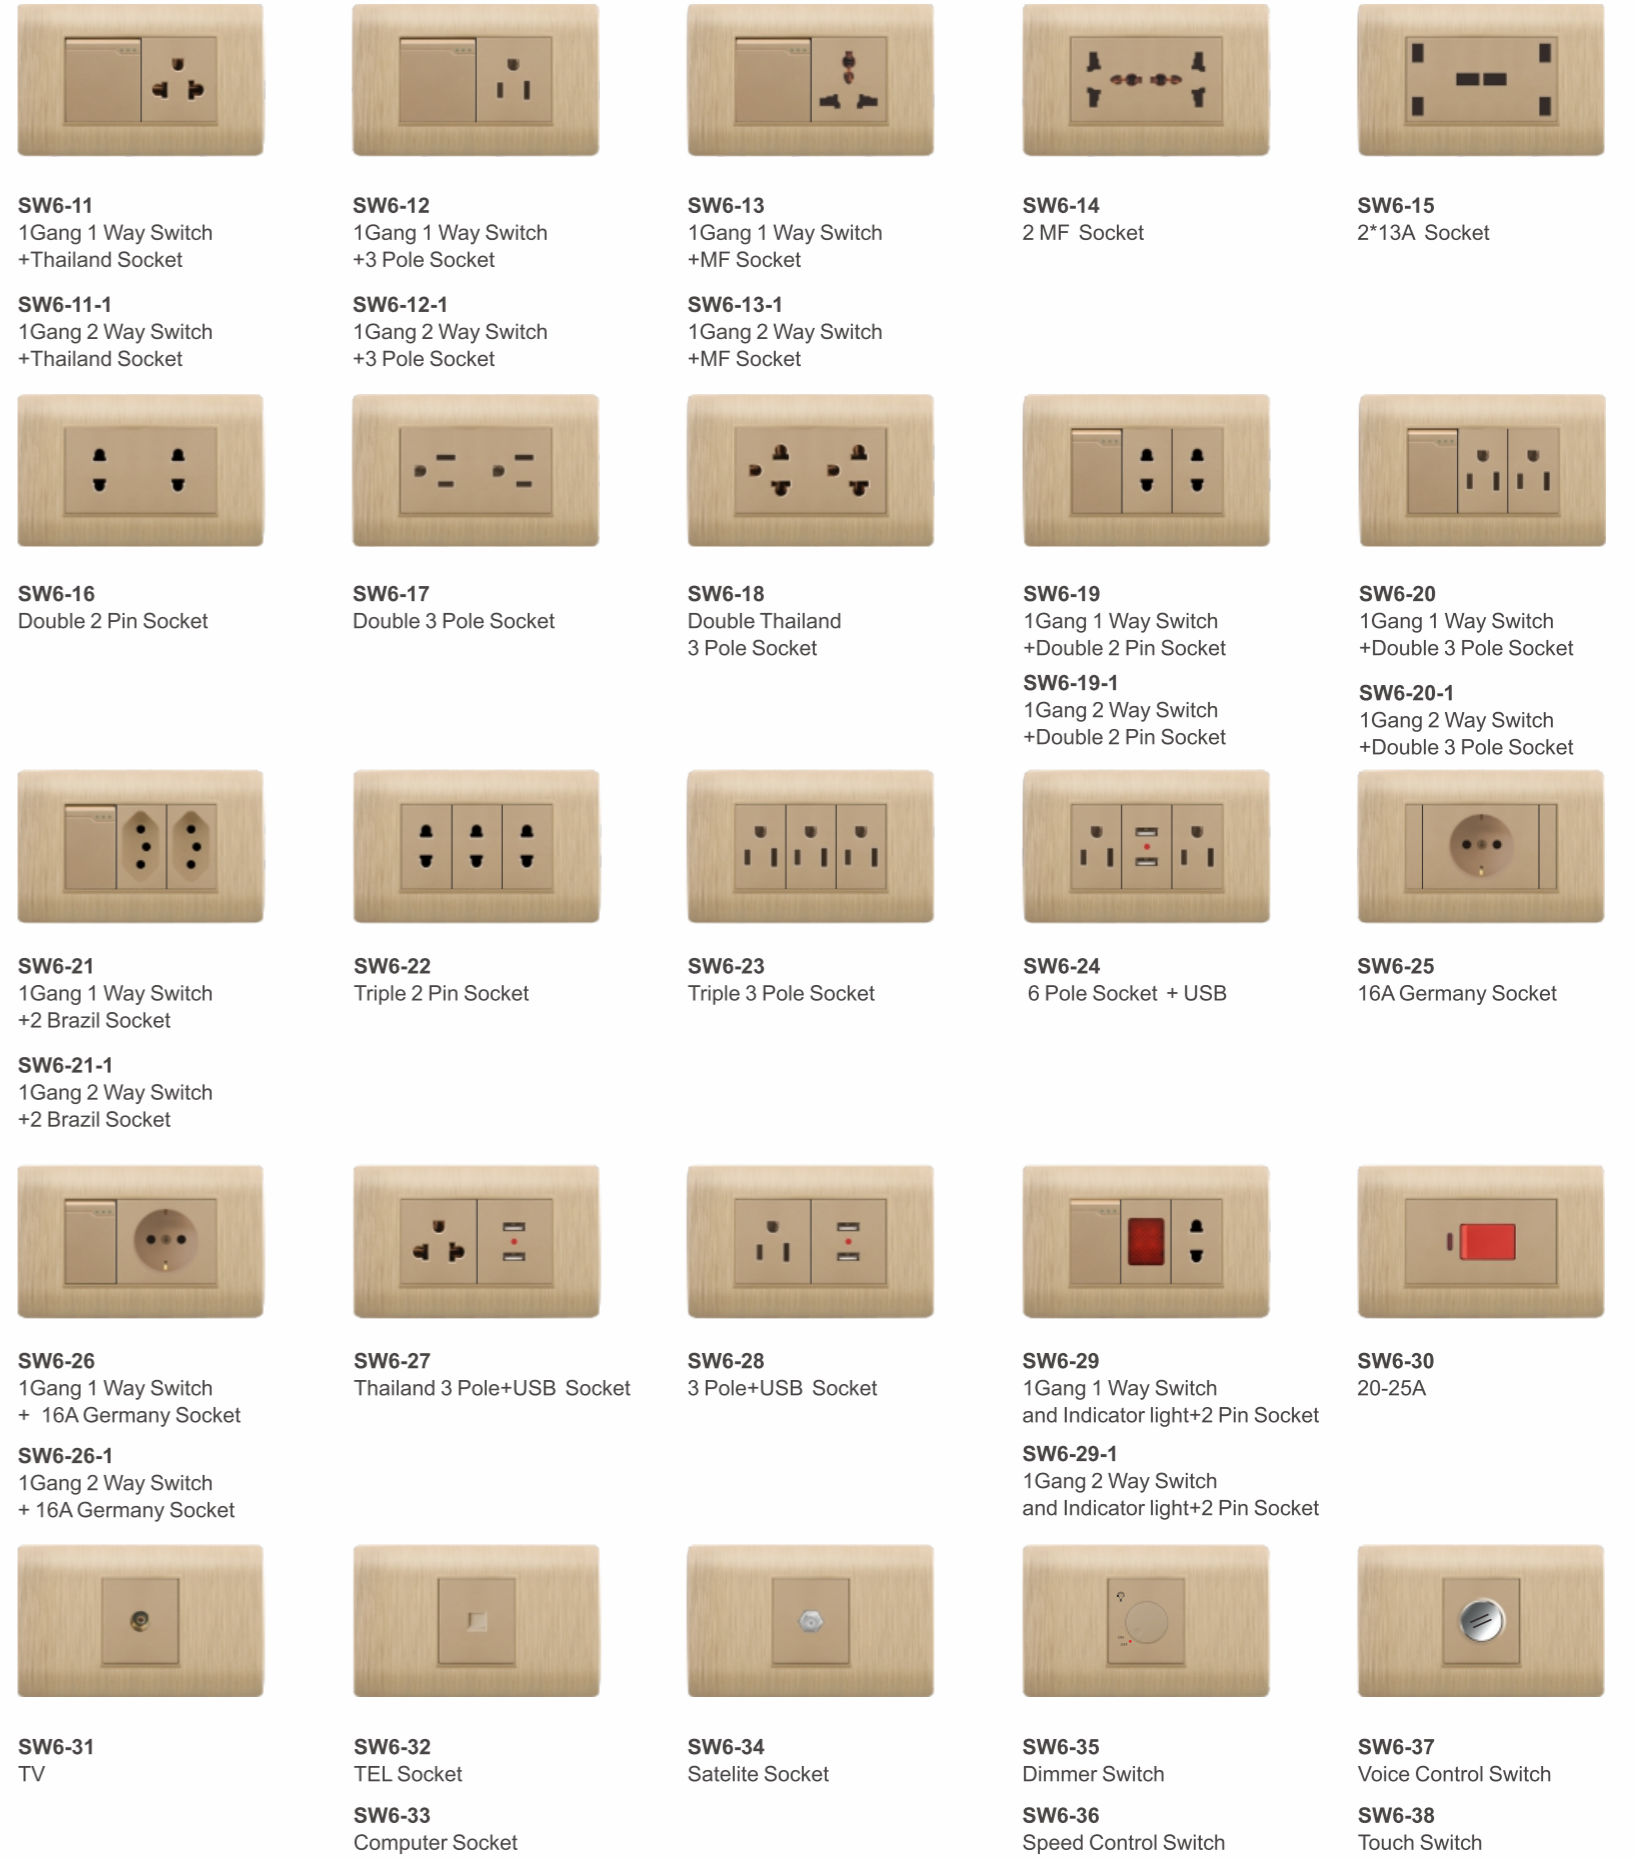 SW6-11
1Gang 1 Way Switch
+Thailand Socket
SW6-11-1
1Gang 2 Way Switch
+Thailand Socket
SW6-12
1Gang 1 Way Switch
+3 Pole Socket
SW6-12-1
1Gang 2 Way Switch
+3 Pole Socket
SW6-13
1Gang 1 Way Switch
+MF Socket
SW6-13-1
1Gang 2 Way Switch
+MF Socket
SW6-14
2 MF Socket
SW6-15
2*13A Socket
SW6-16
Double 2 Pin Socket
SW6-17
Double 3 Pole Socket
SW6-18
Double Thailand
3 Pole Socket
SW6-19
1Gang 1 Way Switch
+Double 2 Pin Socket
SW6-19-1
1Gang 2 Way Switch
+Double 2 Pin Socket
SW6-20
1Gang 1 Way Switch
+Double 3 Pole Socket
SW6-20-1
1Gang 2 Way Switch
+Double 3 Pole Socket
SW6-21
1Gang 1 Way Switch
+2 Brazil Socket
SW6-21-1
1Gang 2 Way Switch
+2 Brazil Socket
SW6-22
Triple 2 Pin Socket
SW6-23
Triple 3 Pole Socket
SW6-24
6 Pole Socket + USB
SW6-25
16A Germany Socket
SW6-26
1Gang 1 Way Switch
+ 16A Germany Socket
SW6-26-1
1Gang 2 Way Switch
+ 16A Germany Socket
SW6-27
Thailand 3 Pole+USB Socket
SW6-28
3 Pole+USB Socket
SW6-29
1Gang 1 Way Switch
and Indicator light+2 Pin Socket
SW6-29-1
1Gang 2 Way Switch
and Indicator light+2 Pin Socket
SW6-30
20-25A
SW6-31
TV
SW6-32
TEL Socket
SW6-33
Computer Socket
SW6-34
Satelite Socket
SW6-35
Dimmer Switch
SW6-36
Speed Control Switch
SW6-37
Voice Control Switch
SW6-38
Touch Switch